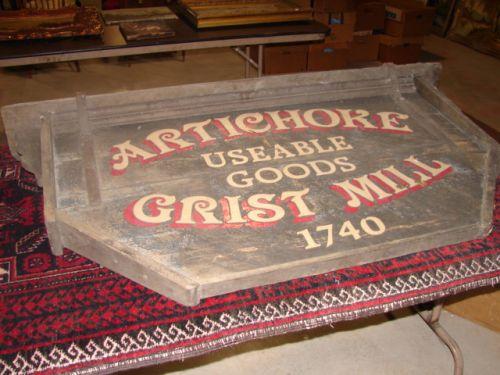 ARTICHOKE
USEABLE
GOODS
GRIST MILL
1740